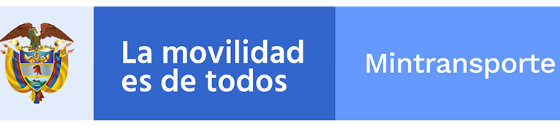 La movilidad
es de todos
Mintransporte